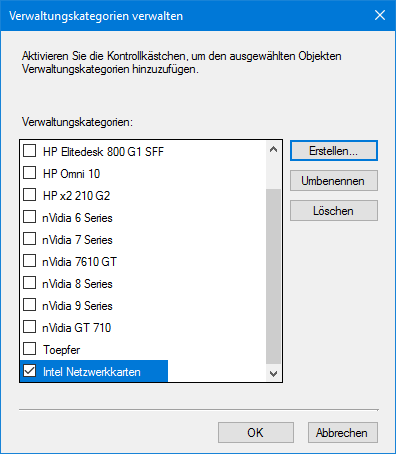 Verwaltungskategorien verwalten
Aktivieren Sie die Kontrollkästchen, um den ausgewählten Objekten
Verwaltungskategorien hinzuzufügen.
Verwaltungskategorien:
HP Elitedesk 800 G1 SFF
HP Omni 10
HP x2 210 G2
nVidia 6 Series
nVidia 7 Series
nVidia 7610 GT
nVidia 8 Series
nVidia 9 Series
nVidia GT 710
Toepfer
Intel Netzwerkkarten
Erstellen...
Umbenennen
Löschen
OK
Abbrechen